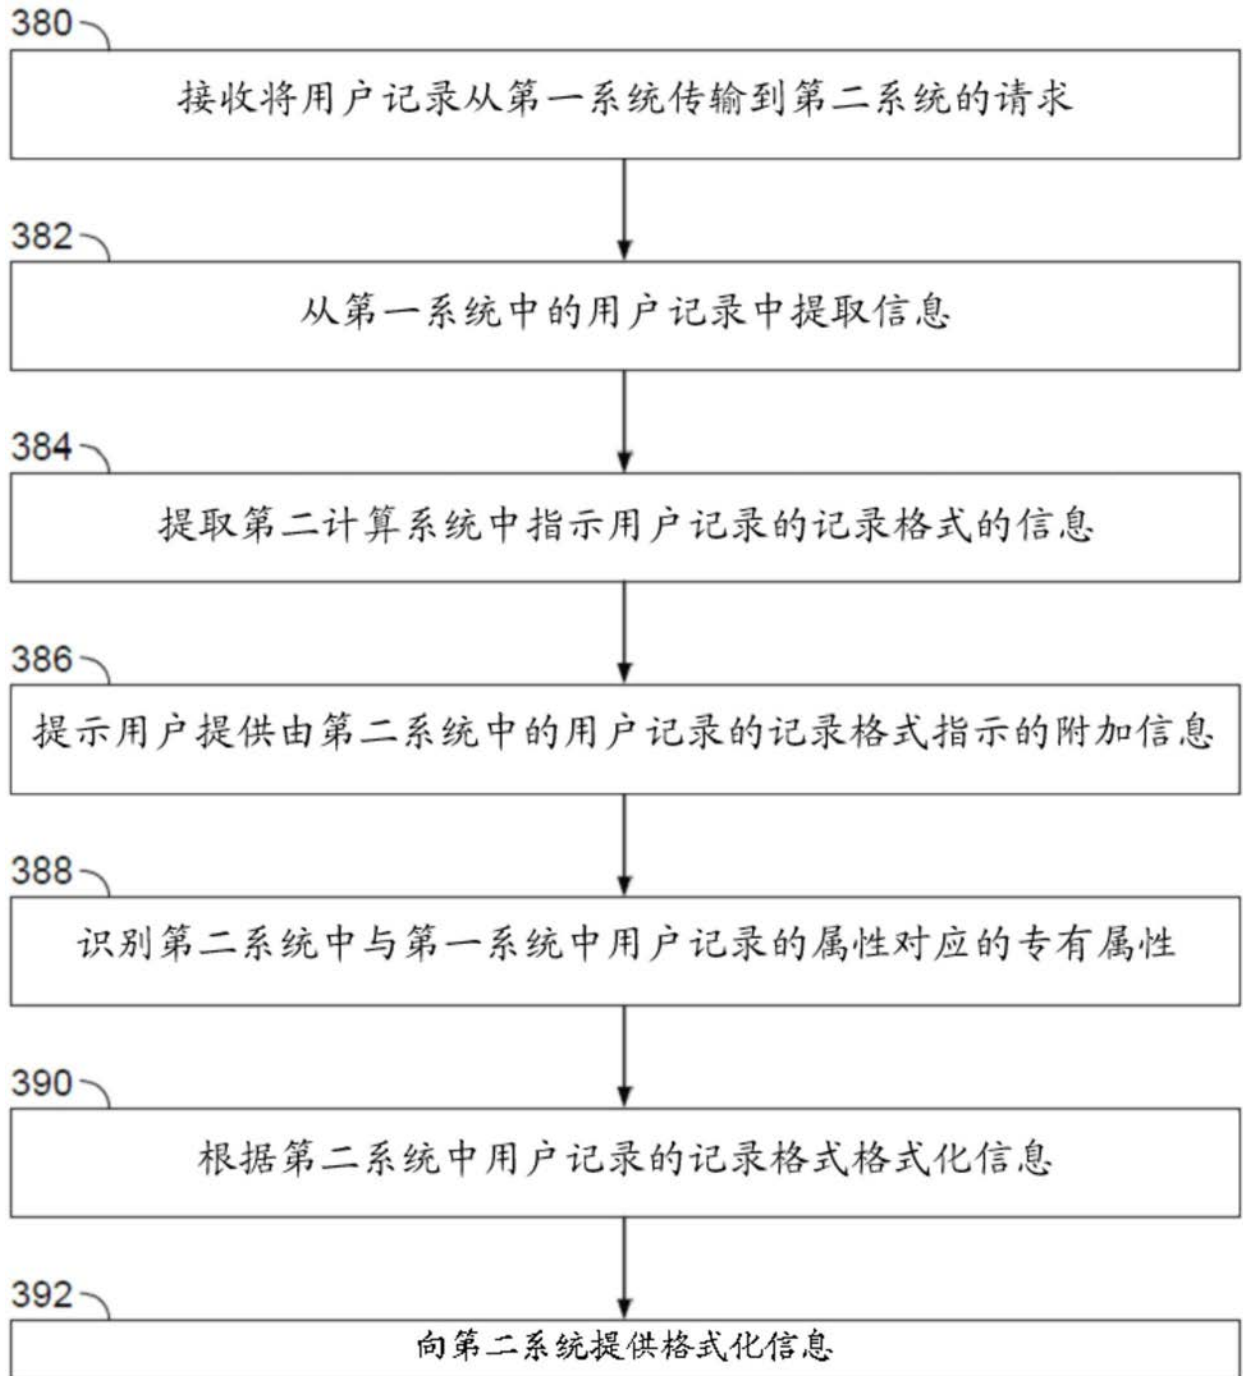 380
接收将用户记录从第一系统传输到第二系统的请求
382
从第一系统中的用户记录中提取信息
384
提取第二计算系统中指示用户记录的记录格式的信息
386
提示用户提供由第二系统中的用户记录的记录格式指示的附加信息
388
识别第二系统中与第一系统中用户记录的属性对应的专有属性
390
根据第二系统中用户记录的记录格式格式化信息
392
向第二系统提供格式化信息